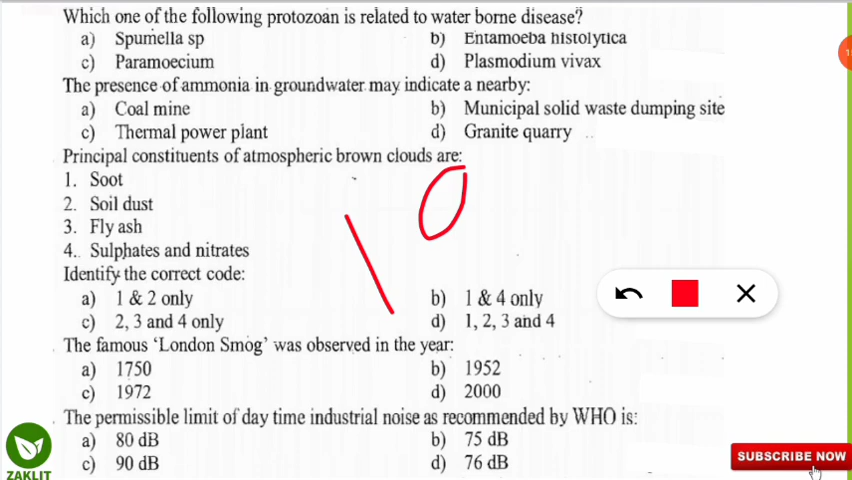 Which one of the following protozoan is related to water borne disease?
a) Spumella sp b) Entamoeba histolytica
c) Paramoecium d) Plasmodium vivax
The presence of ammonia in groundwater may indicate a nearby:
a) Coal mine b) Municipal solid waste dumping site
c) Thermal power plant d) Granite quarry
Principal constituents of atmospheric brown clouds are:
1. Soot
2. Soil dust
3. Fly ash
4. Sulphates and nitrates
Identify the correct code:
a) 1 & 2 only b) 1 & 4 only
c) 2, 3 and 4 only d) 1, 2, 3 and 4
The famous 'London Smog' was observed in the year:
a) 1750 b) 1952
c) 1972 d) 2000
The permissible limit of day time industrial noise as recommended by WHO is:
a) 80 dB b) 75 dB
c) 90 dB d) 76 dB
ZAKLIT
SUBSCRIBE NOW